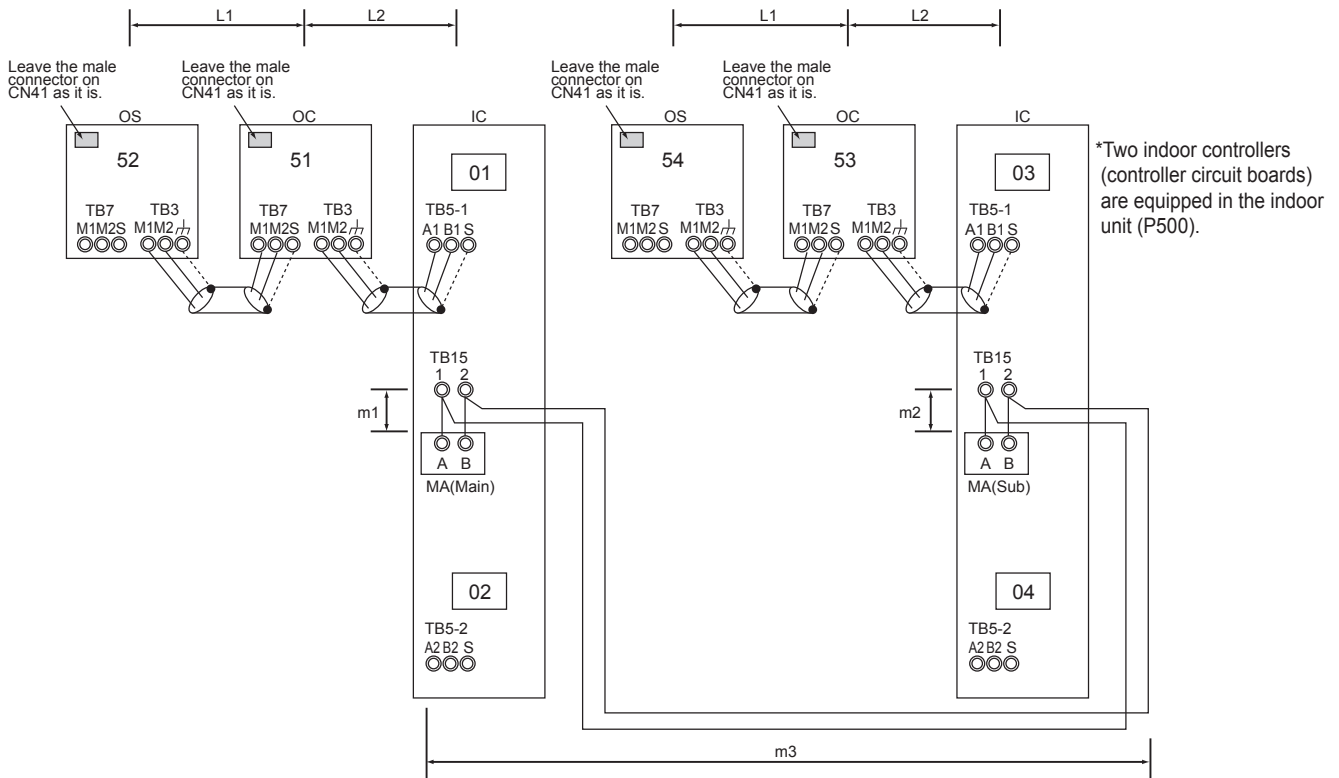 L1
L2
L1
L2
Leave the male
connector on
CN41 as it is.
Leave the male
connector on
CN41 as it is.
Leave the male
connector on
CN41 as it is.
Leave the male
connector on
CN41 as it is.
OS
OC
IC
OS
OC
IC
52
51
01
54
53
03
*Two indoor controllers
(controller circuit boards)
are equipped in the indoor
unit (P500).
TB7
TB3
TB7
TB3
TB5-1
TB7
TB3
TB7
TB3
TB5-1
M1M2S
M1M2
M1M2S
M1M2
A1 B1 S
M1M2S
M1M2
M1M2S
M1M2
A1 B1 S
TB15
1 2
TB15
1 2
m1
m2
A B
A B
MA(Main)
MA(Sub)
02
04
TB5-2
A2 B2 S
TB5-2
A2 B2 S
m3